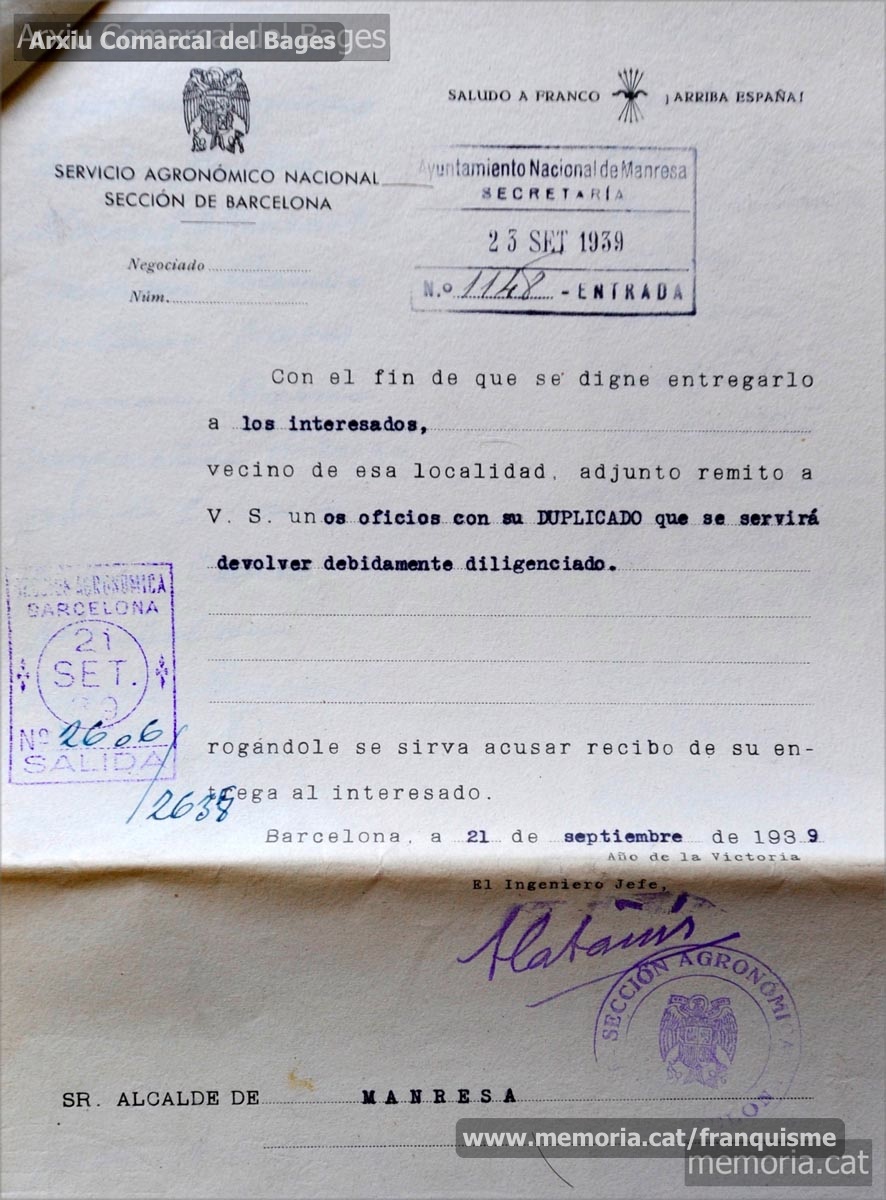 Arxiu Comarcal del Bages
Arxiu Comarcal del Bages
SALUDO A FRANCO ¡ARRIBA ESPAÑA!
SERVICIO AGRONÓMICO NACIONAL
SECCIÓN DE BARCELONA
Negociado
Núm.
Ayuntamiento Nacional de Manresa
SECRETARÍA
23 SET 1939
N.º 1148 - ENTRADA
Con el fin de que se digne entregarlo
a los interesados,
vecino de esa localidad, adjunto remito a
V. S. unos oficios con su DUPLICADO que se servirá
devolver debidamente diligenciado.
SECCIÓN AGRONÓMICA
BARCELONA
21
SET.
39
Nº 2606
SALIDA
/2638
rogándole se sirva acusar recibo de su en-
trega al interesado.
Barcelona, a 21 de septiembre de 1939
Año de la Victoria
El Ingeniero Jefe,
SECCIÓN AGRONÓMI A
SR. ALCALDE DE MANRESA
www.memoria.cat/franquisme
memoria.cat